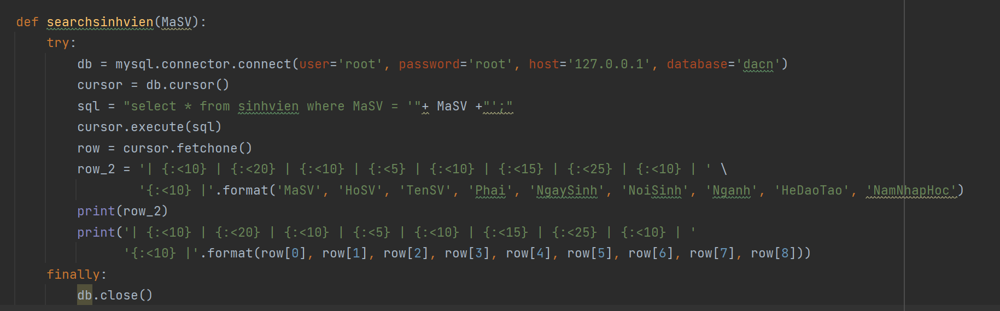 def searchsinhvien(MaSV):
    try:
        db = mysql.connector.connect(user='root', password='root', host='127.0.0.1', database='dacn')
        cursor = db.cursor()
        sql = "select * from sinhvien where MaSV = '"+ MaSV +"';"
        cursor.execute(sql)
        row = cursor.fetchone()
        row_2 = '| {:<10} | {:<20} | {:<10} | {:<5} | {:<10} | {:<15} | {:<25} | {:<10} | ' \
                '{:<10} |'.format('MaSV', 'HoSV', 'TenSV', 'Phai', 'NgaySinh', 'NoiSinh', 'Nganh', 'HeDaoTao', 'NamNhapHoc')
        print(row_2)
        print('| {:<10} | {:<20} | {:<10} | {:<5} | {:<10} | {:<15} | {:<25} | {:<10} | '
              '{:<10} |'.format(row[0], row[1], row[2], row[3], row[4], row[5], row[6], row[7], row[8]))
    finally:
        db.close()